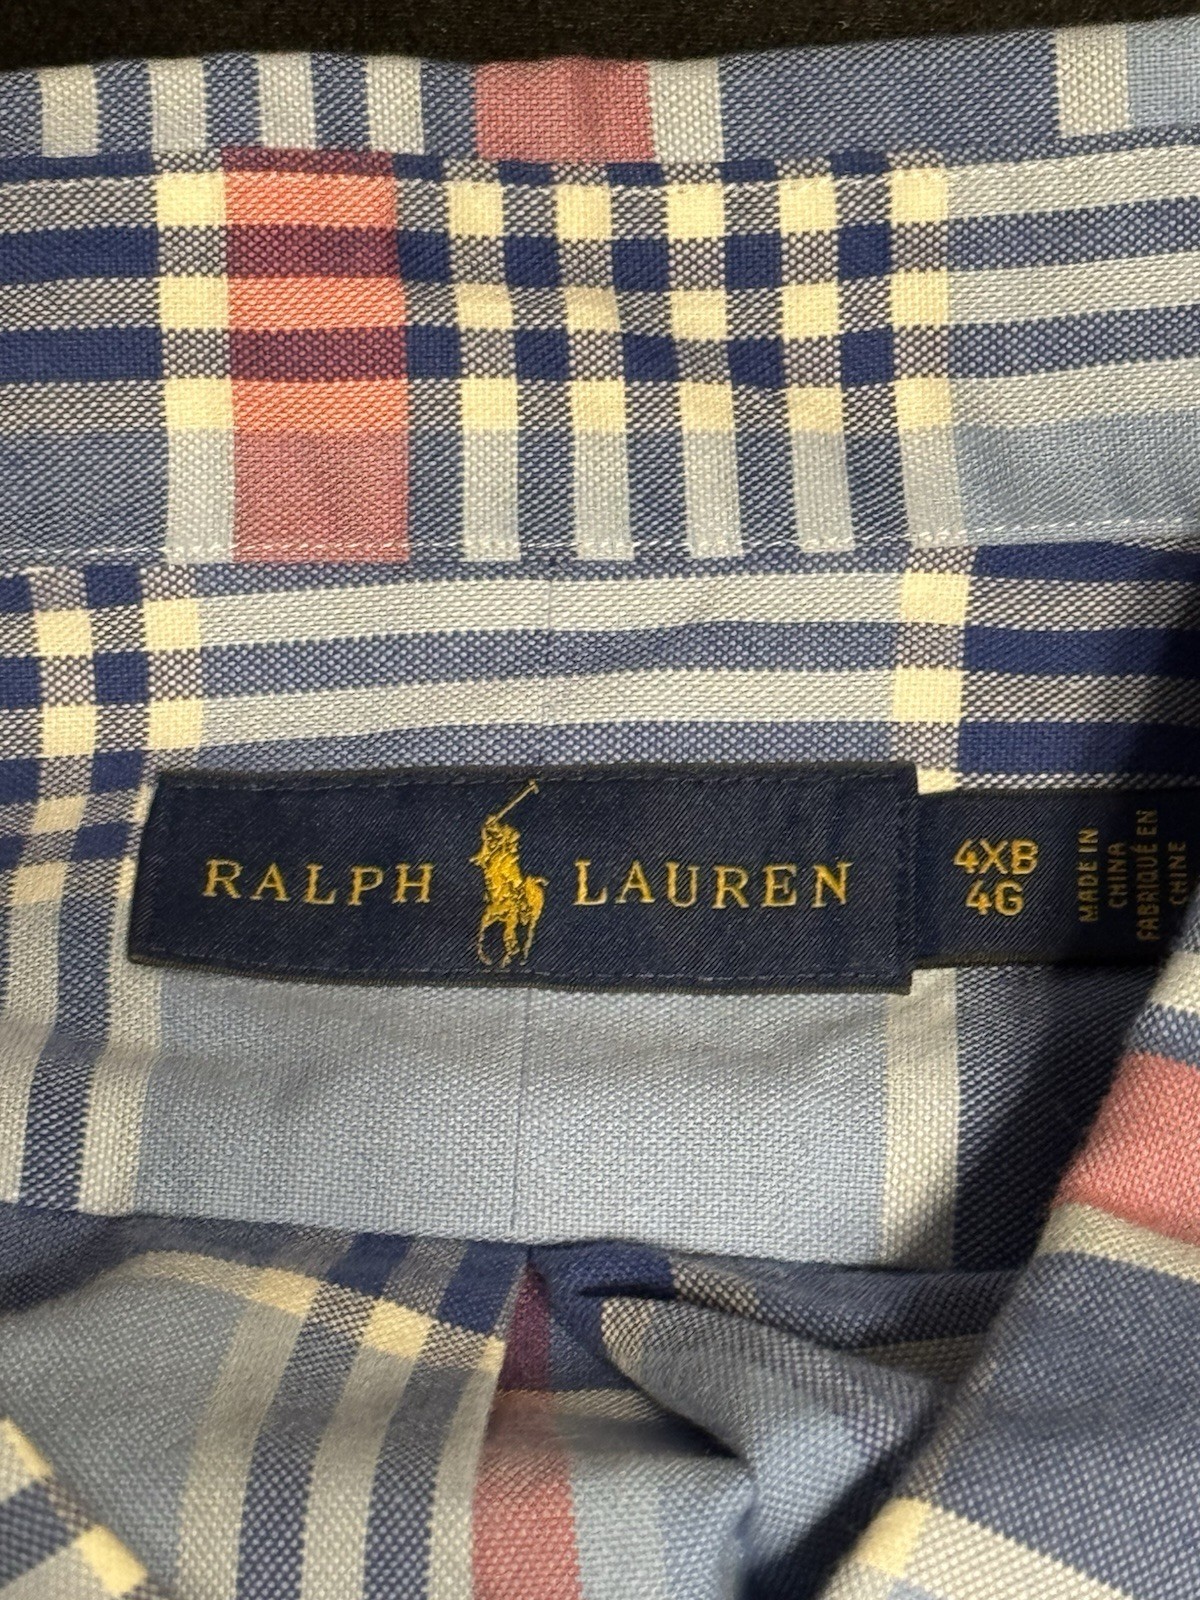 RALPH LAUREN
4XB
4G
MADE IN
CHINA
FABRIQUÉ EN
CHINE